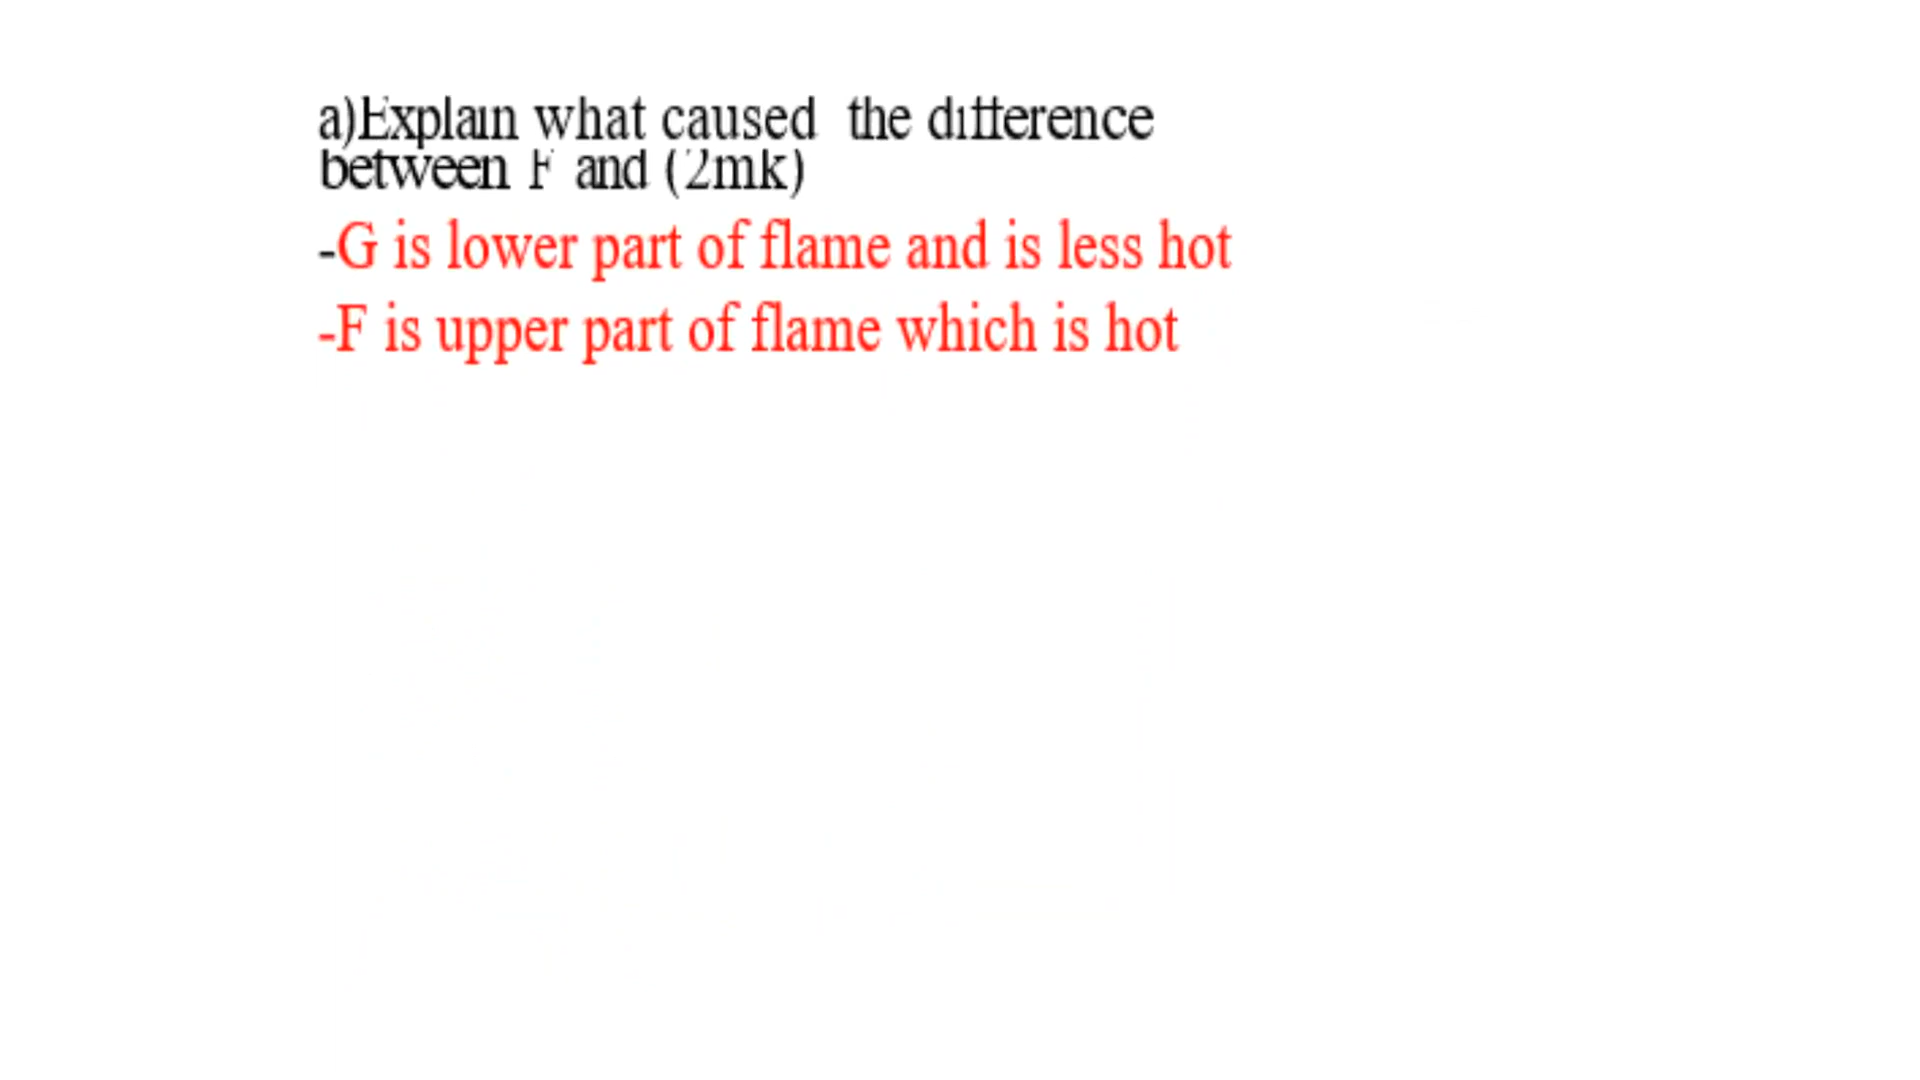 a)Explain what caused  the difference
between F and (2mk)
-G is lower part of flame and is less hot
-F is upper part of flame which is hot